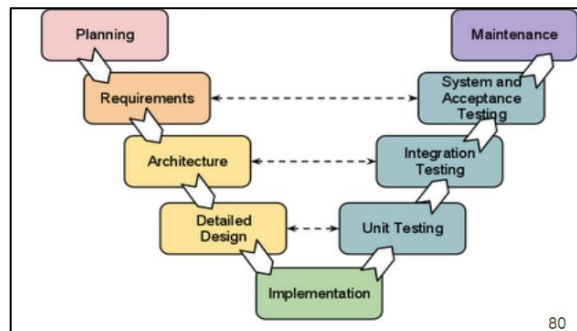 Planning
Maintenance
Requirements
System and
Acceptance
Testing
Architecture
Integration
Testing
Detailed
Design
Unit Testing
Implementation
80